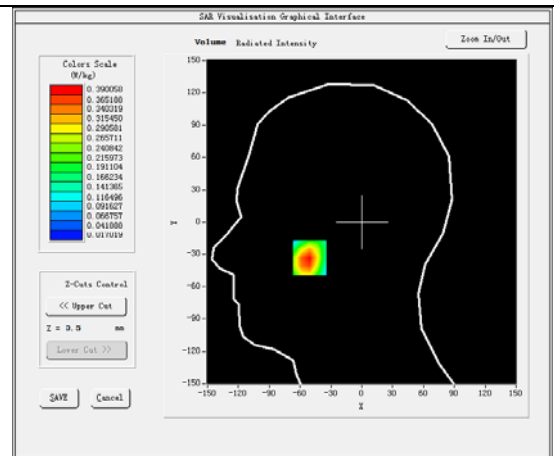 SAR Visualisation Graphical Interface
Volume Radiated Intensity
Zoom In/Out
Colors Scale
(W/kg)
0.390050
0.365180
0.340319
0.315450
0.290581
0.265711
0.240842
0.215973
0.191104
0.166234
0.141365
0.116496
0.091627
0.066757
0.041888
0.017019
Z-Cuts Control
<< Upper Cut
Z = 3.5 mm
Lower Cut >>
SAVE Cancel
150
120
90
60
30
0
-30
-60
-90
-120
-150
Y
-150 -120 -90 -60 -30 0 30 60 90 120 150
X